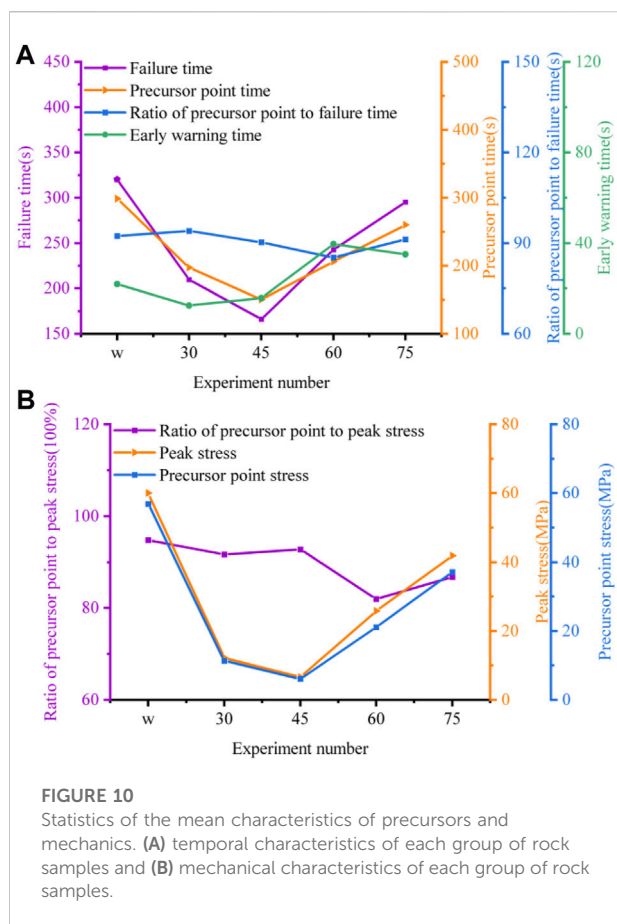 A
Failure time
Precursor point time
Ratio of precursor point to failure time
Early warning time
450
400
350
300
250
200
150
Failure time(s)
500
400
300
200
100
Precursor point time(s)
150
120
90
60
Ratio of precursor point to failure time(s)
120
80
40
0
Early warning time(s)
w 30 45 60 75
Experiment number
B
Ratio of precursor point to peak stress
Peak stress
Precursor point stress
120
100
80
60
Ratio of precursor point to peak stress(100%)
80
60
40
20
0
Peak stress(MPa)
80
60
40
20
0
Precursor point stress(MPa)
w 30 45 60 75
Experiment number
FIGURE 10
Statistics of the mean characteristics of precursors and
mechanics. (A) temporal characteristics of each group of rock
samples and (B) mechanical characteristics of each group of rock
samples.